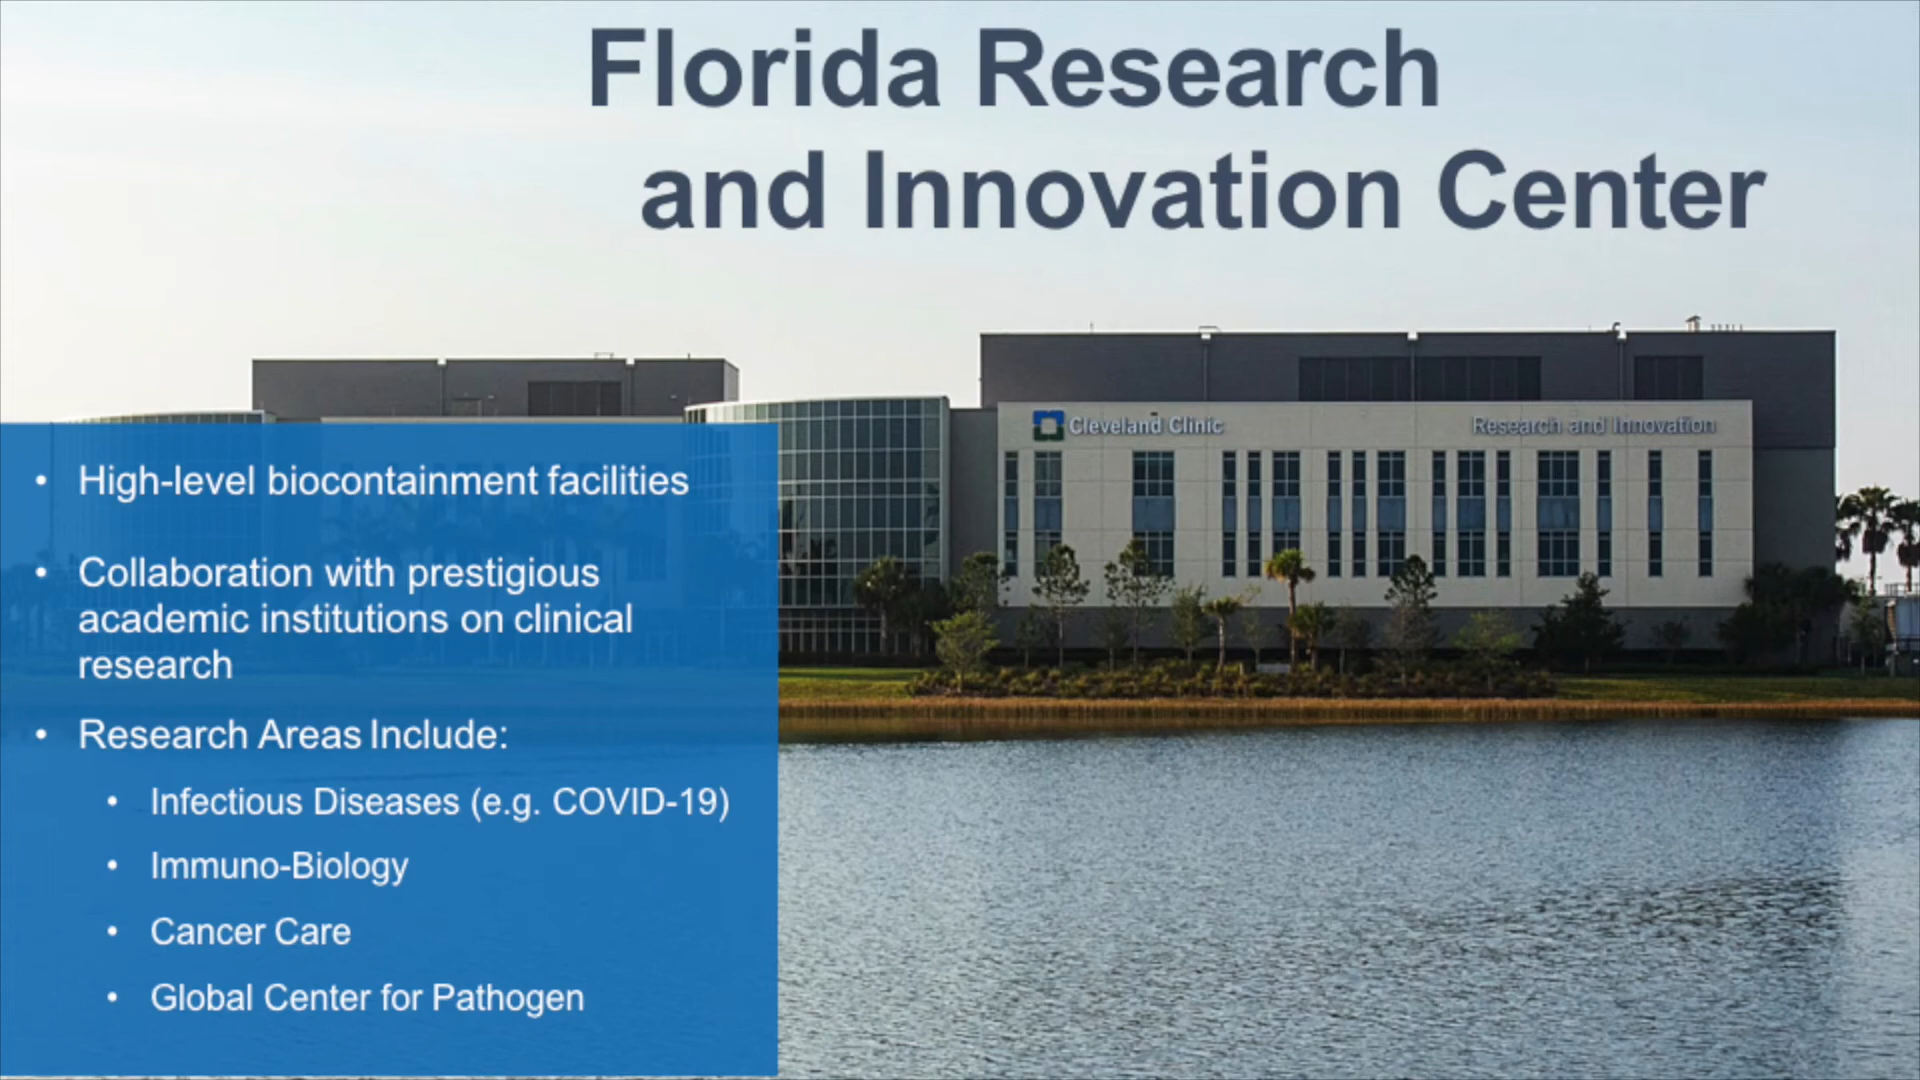 Florida Research
and Innovation Center
Cleveland Clinic
Research and Innovation
• High-level biocontainment facilities
• Collaboration with prestigious
academic institutions on clinical
research
• Research Areas Include:
• Infectious Diseases (e.g. COVID-19)
• Immuno-Biology
• Cancer Care
• Global Center for Pathogen